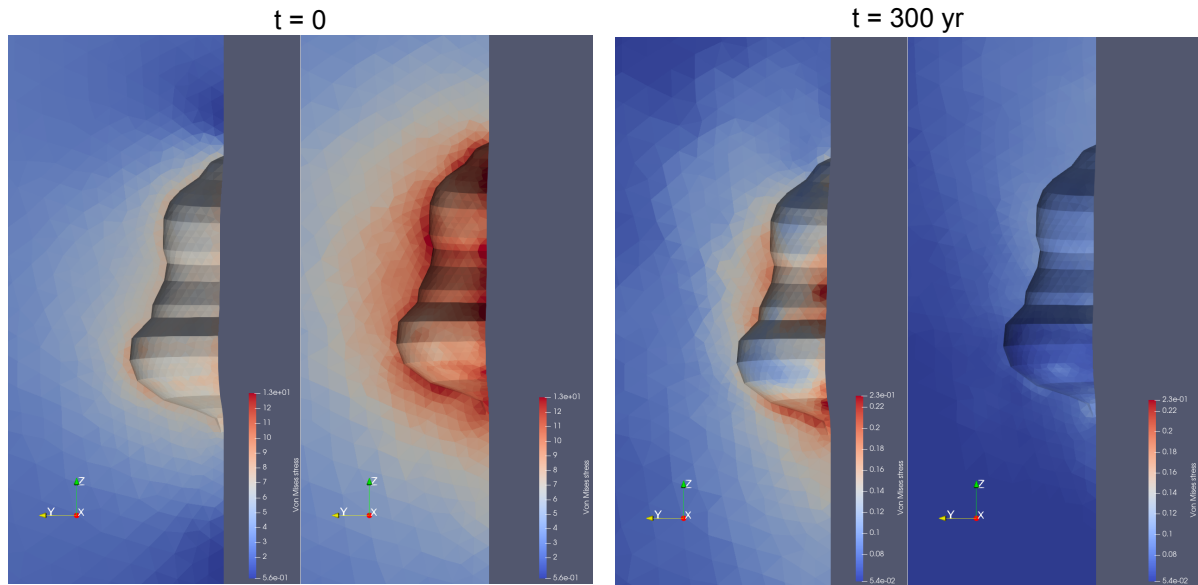 t = 0
t = 300 yr
1.3e+01
12
11
10
9
8
7
6
5
4
3
2
5.6e-01
Von Mises stress
Z
Y
X
1.3e+01
12
11
10
9
8
7
6
5
4
3
2
5.6e-01
Von Mises stress
Z
Y
X
2.3e-01
0.22
0.2
0.18
0.16
0.14
0.12
0.1
0.08
5.4e-02
Von Mises stress
Z
Y
X
2.3e-01
0.22
0.2
0.18
0.16
0.14
0.12
0.1
0.08
5.4e-02
Von Mises stress
Z
Y
X